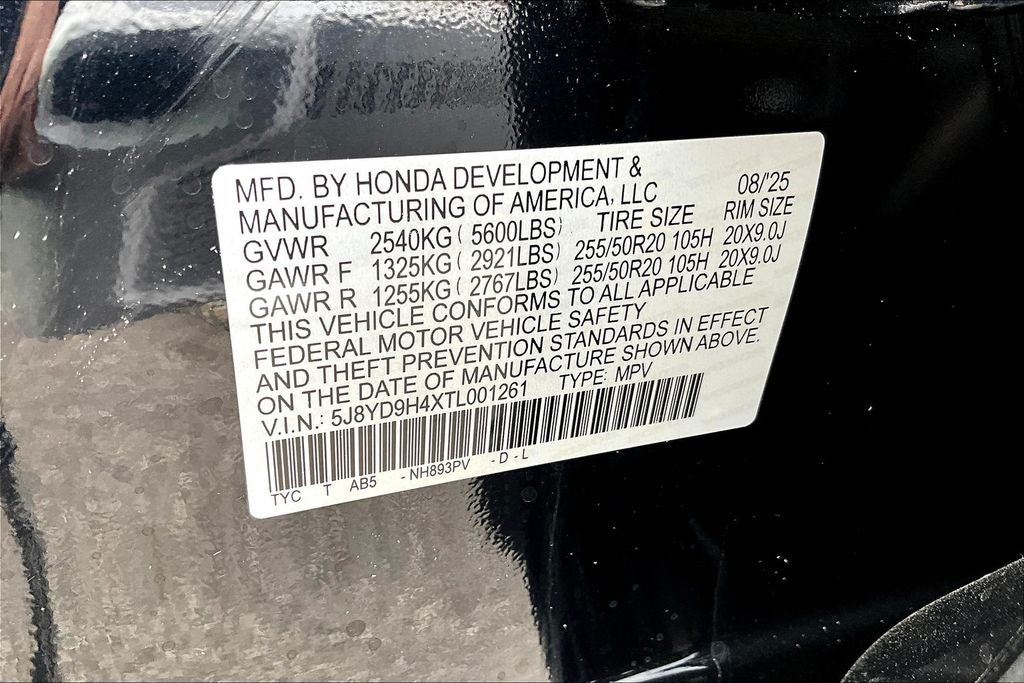 MFD. BY HONDA DEVELOPMENT &
MANUFACTURING OF AMERICA, LLC 08/'25
GVWR 2540KG ( 5600LBS) TIRE SIZE RIM SIZE
GAWR F 1325KG ( 2921LBS) 255/50R20 105H 20X9.0J
GAWR R 1255KG ( 2767LBS) 255/50R20 105H 20X9.0J
THIS VEHICLE CONFORMS TO ALL APPLICABLE
FEDERAL MOTOR VEHICLE SAFETY
AND THEFT PREVENTION STANDARDS IN EFFECT
ON THE DATE OF MANUFACTURE SHOWN ABOVE.
V.I.N.: 5J8YD9H4XTL001261 TYPE: MPV
TYC T AB5 - NH893PV - D - L